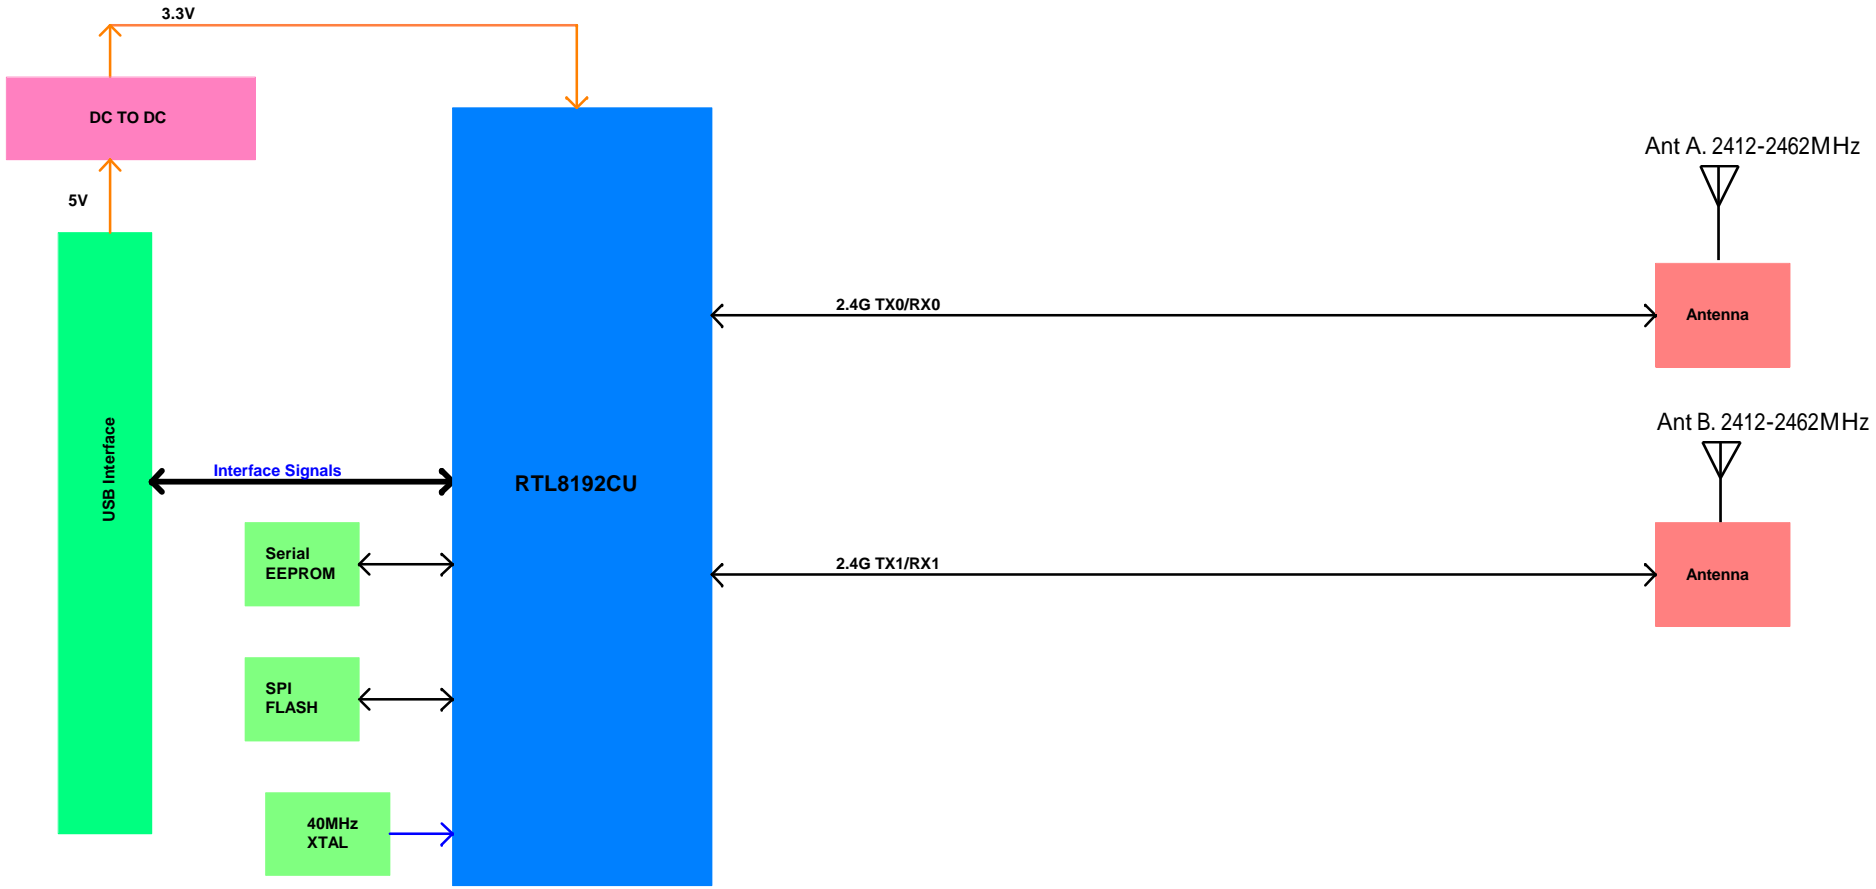 3.3V
DC TO DC
Ant A. 2412-2462MHz
5V
2.4G TX0/RX0
Antenna
Ant B. 2412-2462MHz
USB Interface
Interface Signals
RTL8192CU
Serial
EEPROM
2.4G TX1/RX1
Antenna
SPI
FLASH
40MHz
XTAL